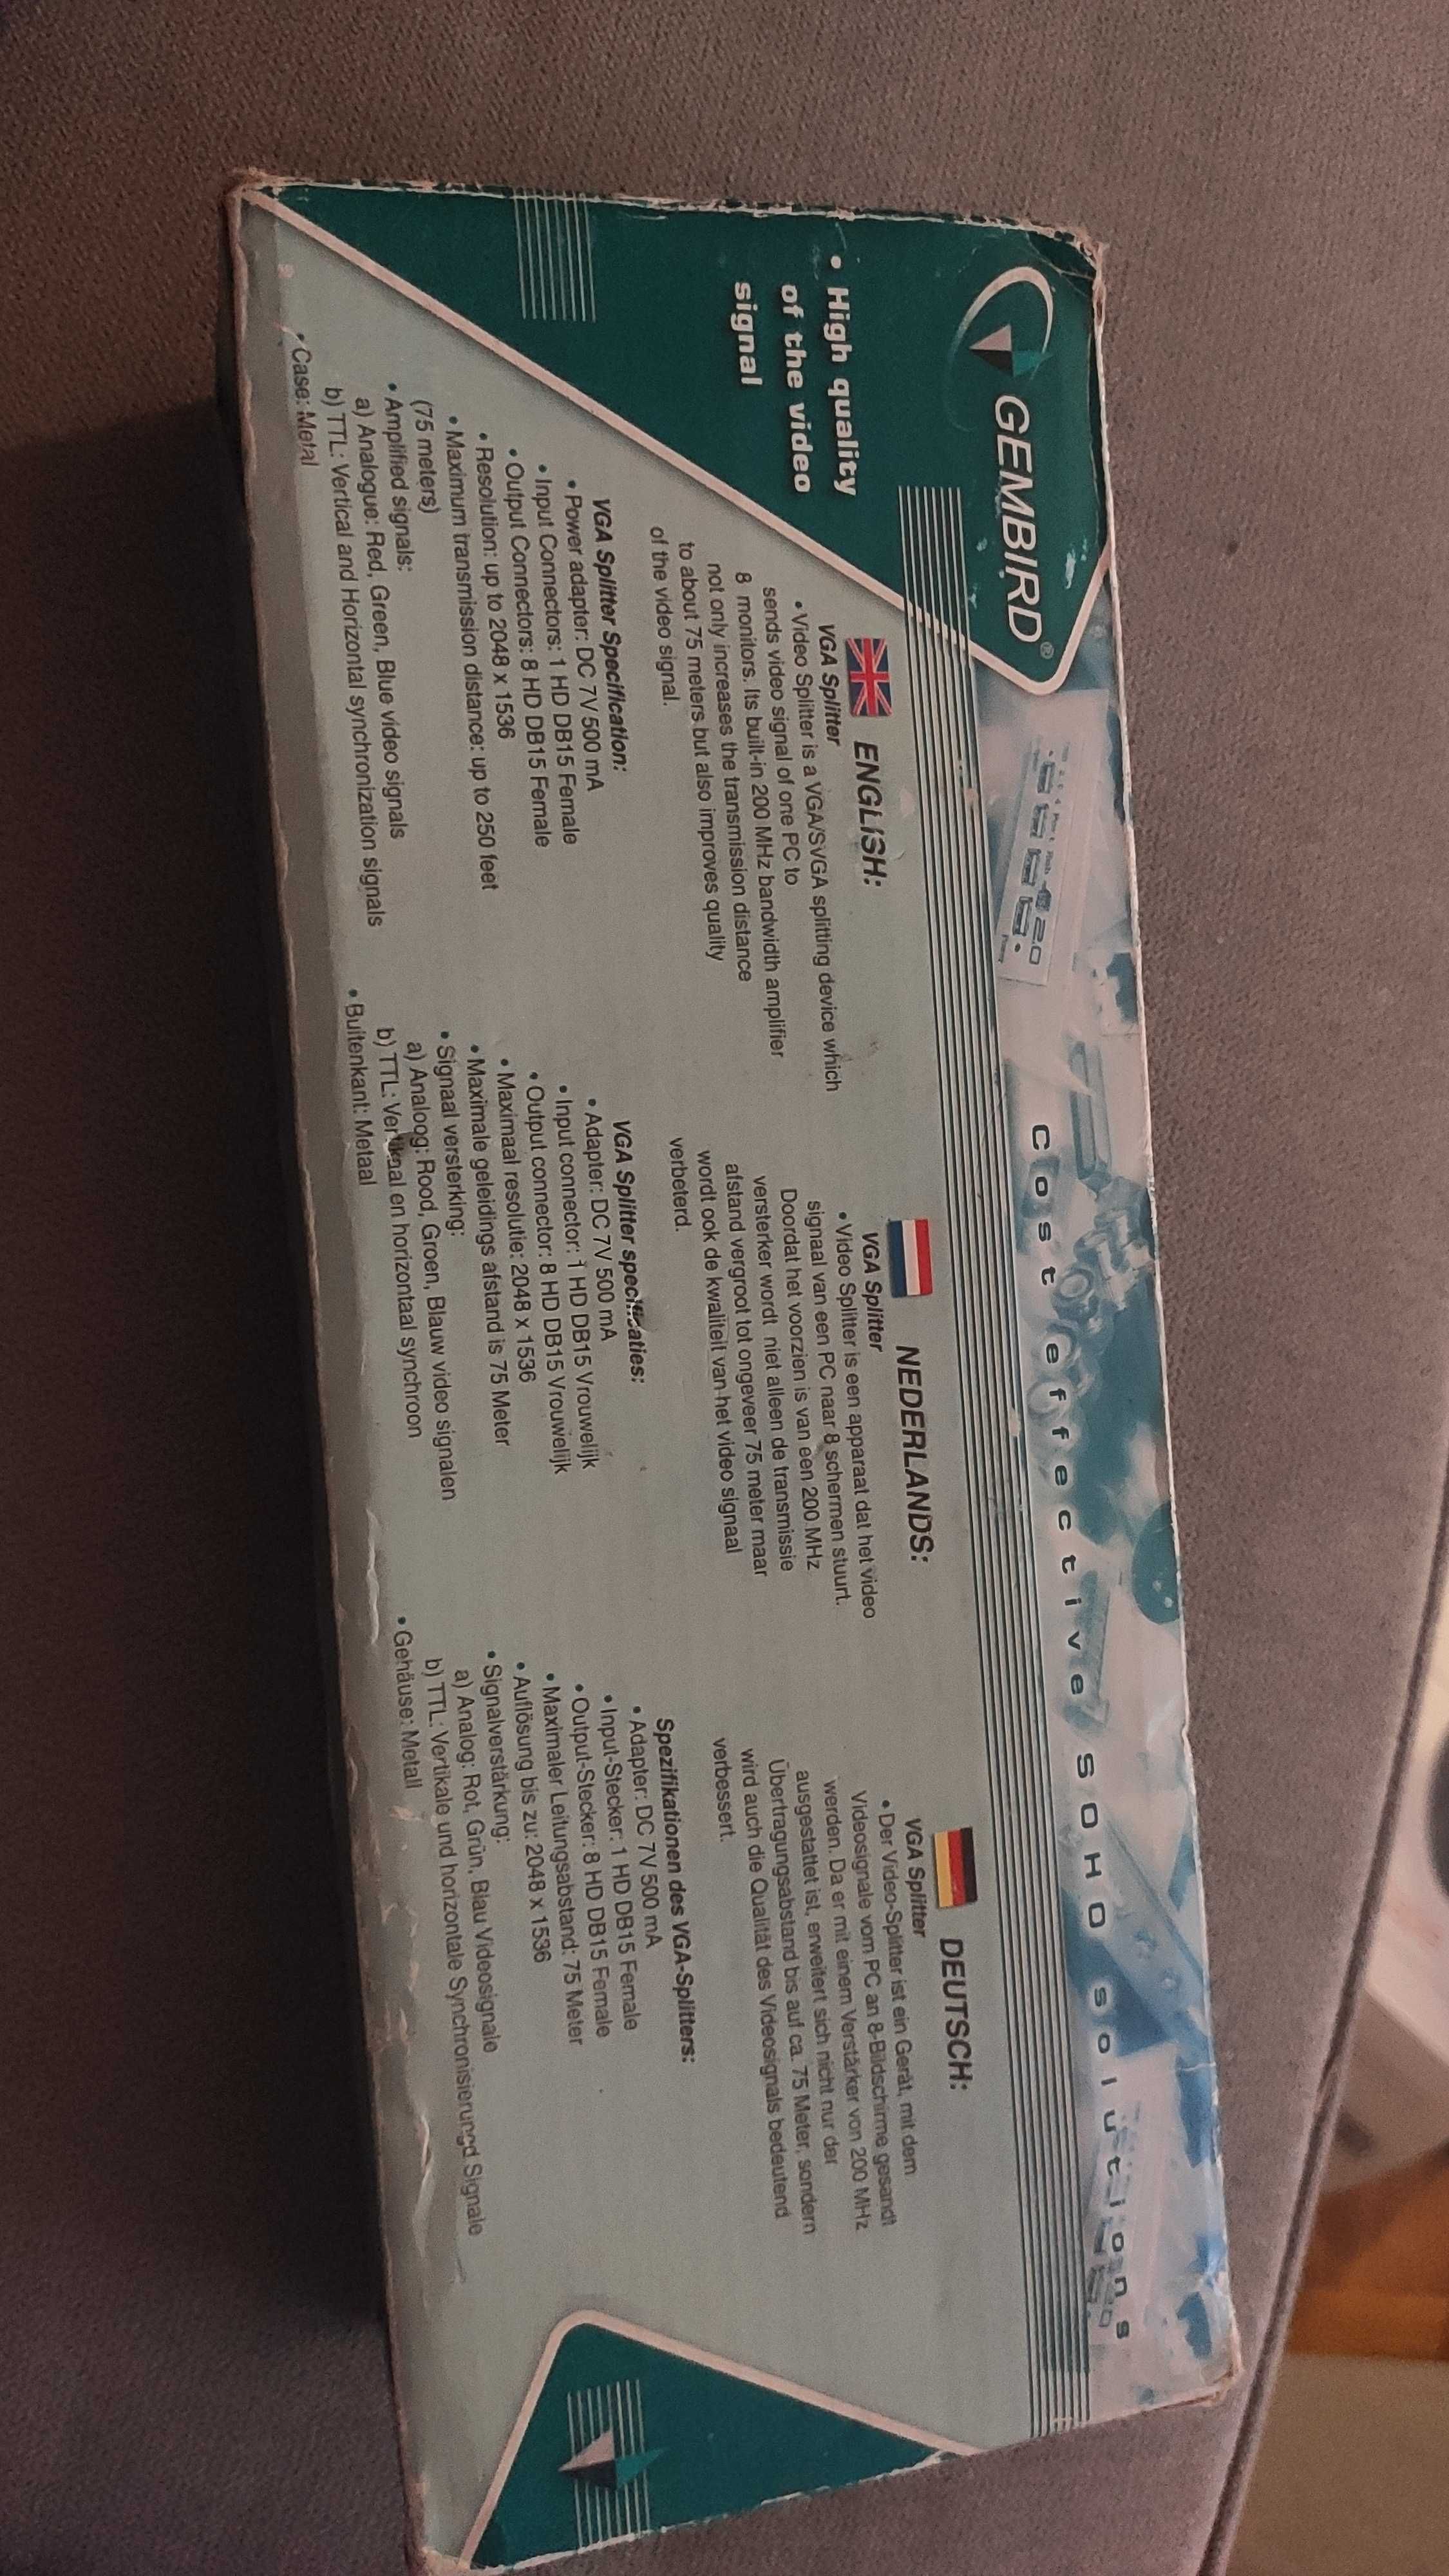 GEMBIRD®
Cost effective SOHO solutions
• High quality
of the video
signal
ENGLISH:
VGA Splitter
• Video Splitter is a VGA/SVGA splitting device which
sends video signal of one PC to
8 monitors. Its built-in 200 MHz bandwidth amplifier
not only increases the transmission distance
to about 75 meters but also improves quality
of the video signal.
VGA Splitter Specification:
• Power adapter: DC 7V 500 mA
• Input Connectors: 1 HD DB15 Female
• Output Connectors: 8 HD DB15 Female
• Resolution: up to 2048 x 1536
• Maximum transmission distance: up to 250 feet
(75 meters)
• Amplified signals:
a) Analogue: Red, Green, Blue video signals
b) TTL: Vertical and Horizontal synchronization signals
• Case: Metal
NEDERLANDS:
VGA Splitter
• Video Splitter is een apparaat dat het video
signaal van een PC naar 8 schermen stuurt.
Doordat het voorzien is van een 200 MHz
versterker wordt niet alleen de transmissie
afstand vergroot tot ongeveer 75 meter maar
wordt ook de kwaliteit van het video signaal
verbeterd.
VGA Splitter specificaties:
• Adapter: DC 7V 500 mA
• Input connector: 1 HD DB15 Vrouwelijk
• Output connector: 8 HD DB15 Vrouwelijk
• Maximaal resolutie: 2048 x 1536
• Maximale geleidings afstand is 75 Meter
• Signaal versterking:
a) Analoog: Rood, Groen, Blauw video signalen
b) TTL: Vertikaal en horizontaal synchroon
• Buitenkant: Metaal
DEUTSCH:
VGA Splitter
• Der Video-Splitter ist ein Gerät, mit dem
Videosignale vom PC an 8-Bildschirme gesandt
werden. Da er mit einem Verstärker von 200 MHz
ausgestattet ist, erweitert sich nicht nur der
Übertragungsabstand bis auf ca. 75 Meter, sondern
wird auch die Qualität des Videosignals bedeutend
verbessert.
Spezifikationen des VGA-Splitters:
• Adapter: DC 7V 500 mA
• Input-Stecker: 1 HD DB15 Female
• Output-Stecker: 8 HD DB15 Female
• Maximaler Leitungsabstand: 75 Meter
• Auflösung bis zu: 2048 x 1536
• Signalverstärkung:
a) Analog: Rot, Grün, Blau Videosignale
b) TTL: Vertikale und horizontale Synchronisierungd Signale
• Gehäuse: Metall